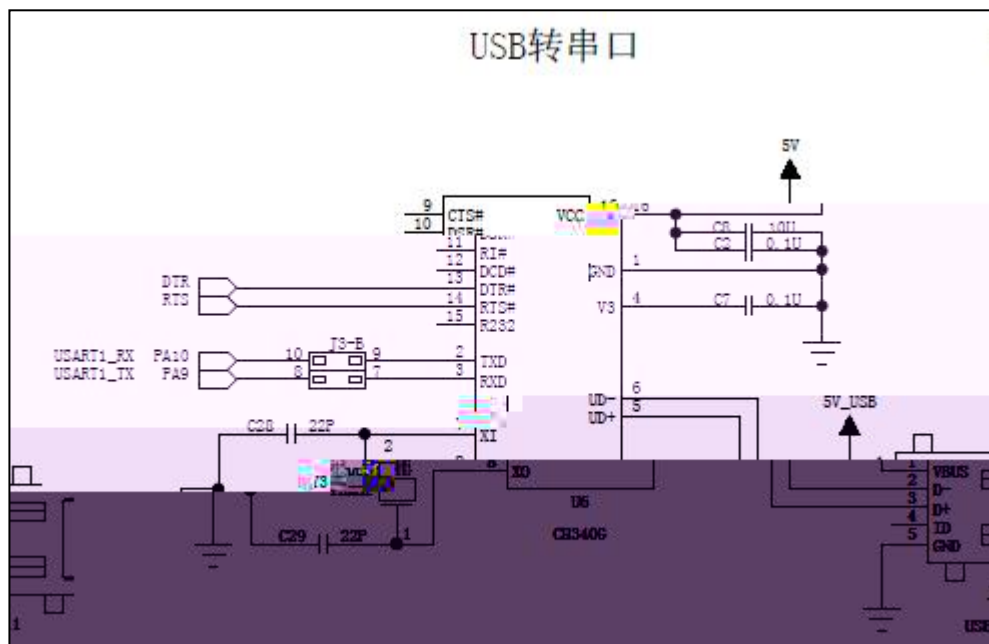 USB转串口
5V
9 CTS# VCC
10
C8 10U
11 RI# C2 0.1U
12 DCD# GND 1
DTR 13 DTR#
RTS 14 RTS# V3 4 C7 0.1U
15 R232
J3-B
USART1_RX PA10 10 9 2 TXD
USART1_TX PA9 8 7 3 RXD
UD- 6
UD+ 5
5V_USB
C28 22P XI
2
8 XO 1 VBUS
2 D-
U6 3 D+
4 ID
C29 22P 1 CH340G 5 GND
1 USB